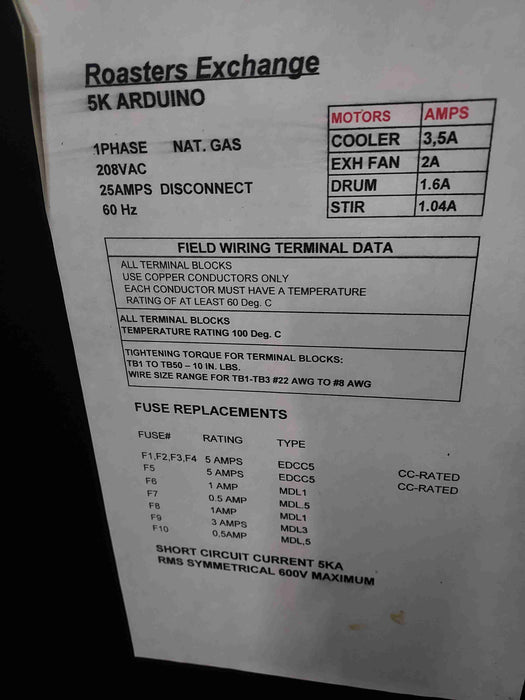 Roasters Exchange
5K ARDUINO
1PHASE NAT. GAS
208VAC
25AMPS DISCONNECT
60 Hz
MOTORS AMPS
COOLER 3,5A
EXH FAN 2A
DRUM 1.6A
STIR 1.04A
FIELD WIRING TERMINAL DATA
ALL TERMINAL BLOCKS
USE COPPER CONDUCTORS ONLY
EACH CONDUCTOR MUST HAVE A TEMPERATURE
RATING OF AT LEAST 60 Deg. C
ALL TERMINAL BLOCKS
TEMPERATURE RATING 100 Deg. C
TIGHTENING TORQUE FOR TERMINAL BLOCKS:
TB1 TO TB50 – 10 IN. LBS.
WIRE SIZE RANGE FOR TB1-TB3 #22 AWG TO #8 AWG
FUSE REPLACEMENTS
FUSE# RATING TYPE
F1,F2,F3,F4 5 AMPS EDCC5 CC-RATED
F5 5 AMPS EDCC5 CC-RATED
F6 1 AMP MDL1
F7 0.5 AMP MDL.5
F8 1AMP MDL1
F9 3 AMPS MDL3
F10 0,5AMP MDL,5
SHORT CIRCUIT CURRENT 5KA
RMS SYMMETRICAL 600V MAXIMUM